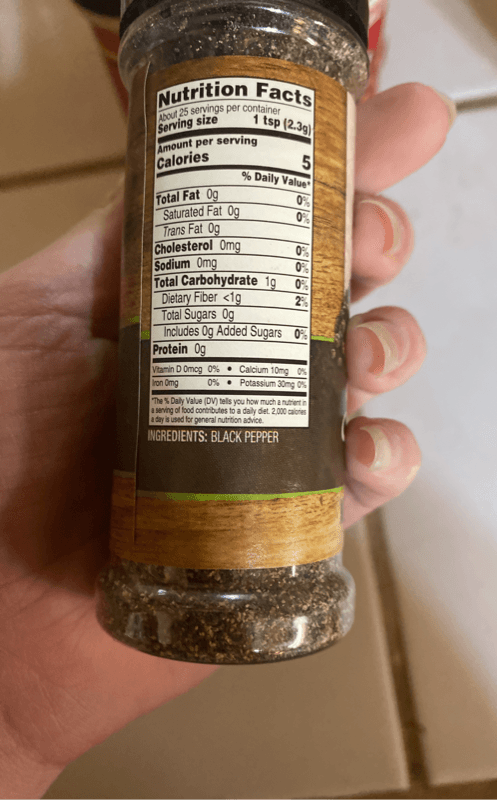 Nutrition Facts
About 25 servings per container
Serving size 1 tsp (2.3g)
Amount per serving
Calories 5
% Daily Value*
Total Fat 0g 0%
Saturated Fat 0g 0%
Trans Fat 0g
Cholesterol 0mg 0%
Sodium 0mg 0%
Total Carbohydrate 1g 0%
Dietary Fiber <1g 2%
Total Sugars 0g
Includes 0g Added Sugars 0%
Protein 0g
Vitamin D 0mcg 0% • Calcium 10mg 0%
Iron 0mg 0% • Potassium 30mg 0%
*The % Daily Value (DV) tells you how much a nutrient in
a serving of food contributes to a daily diet. 2,000 calories
a day is used for general nutrition advice.
INGREDIENTS: BLACK PEPPER